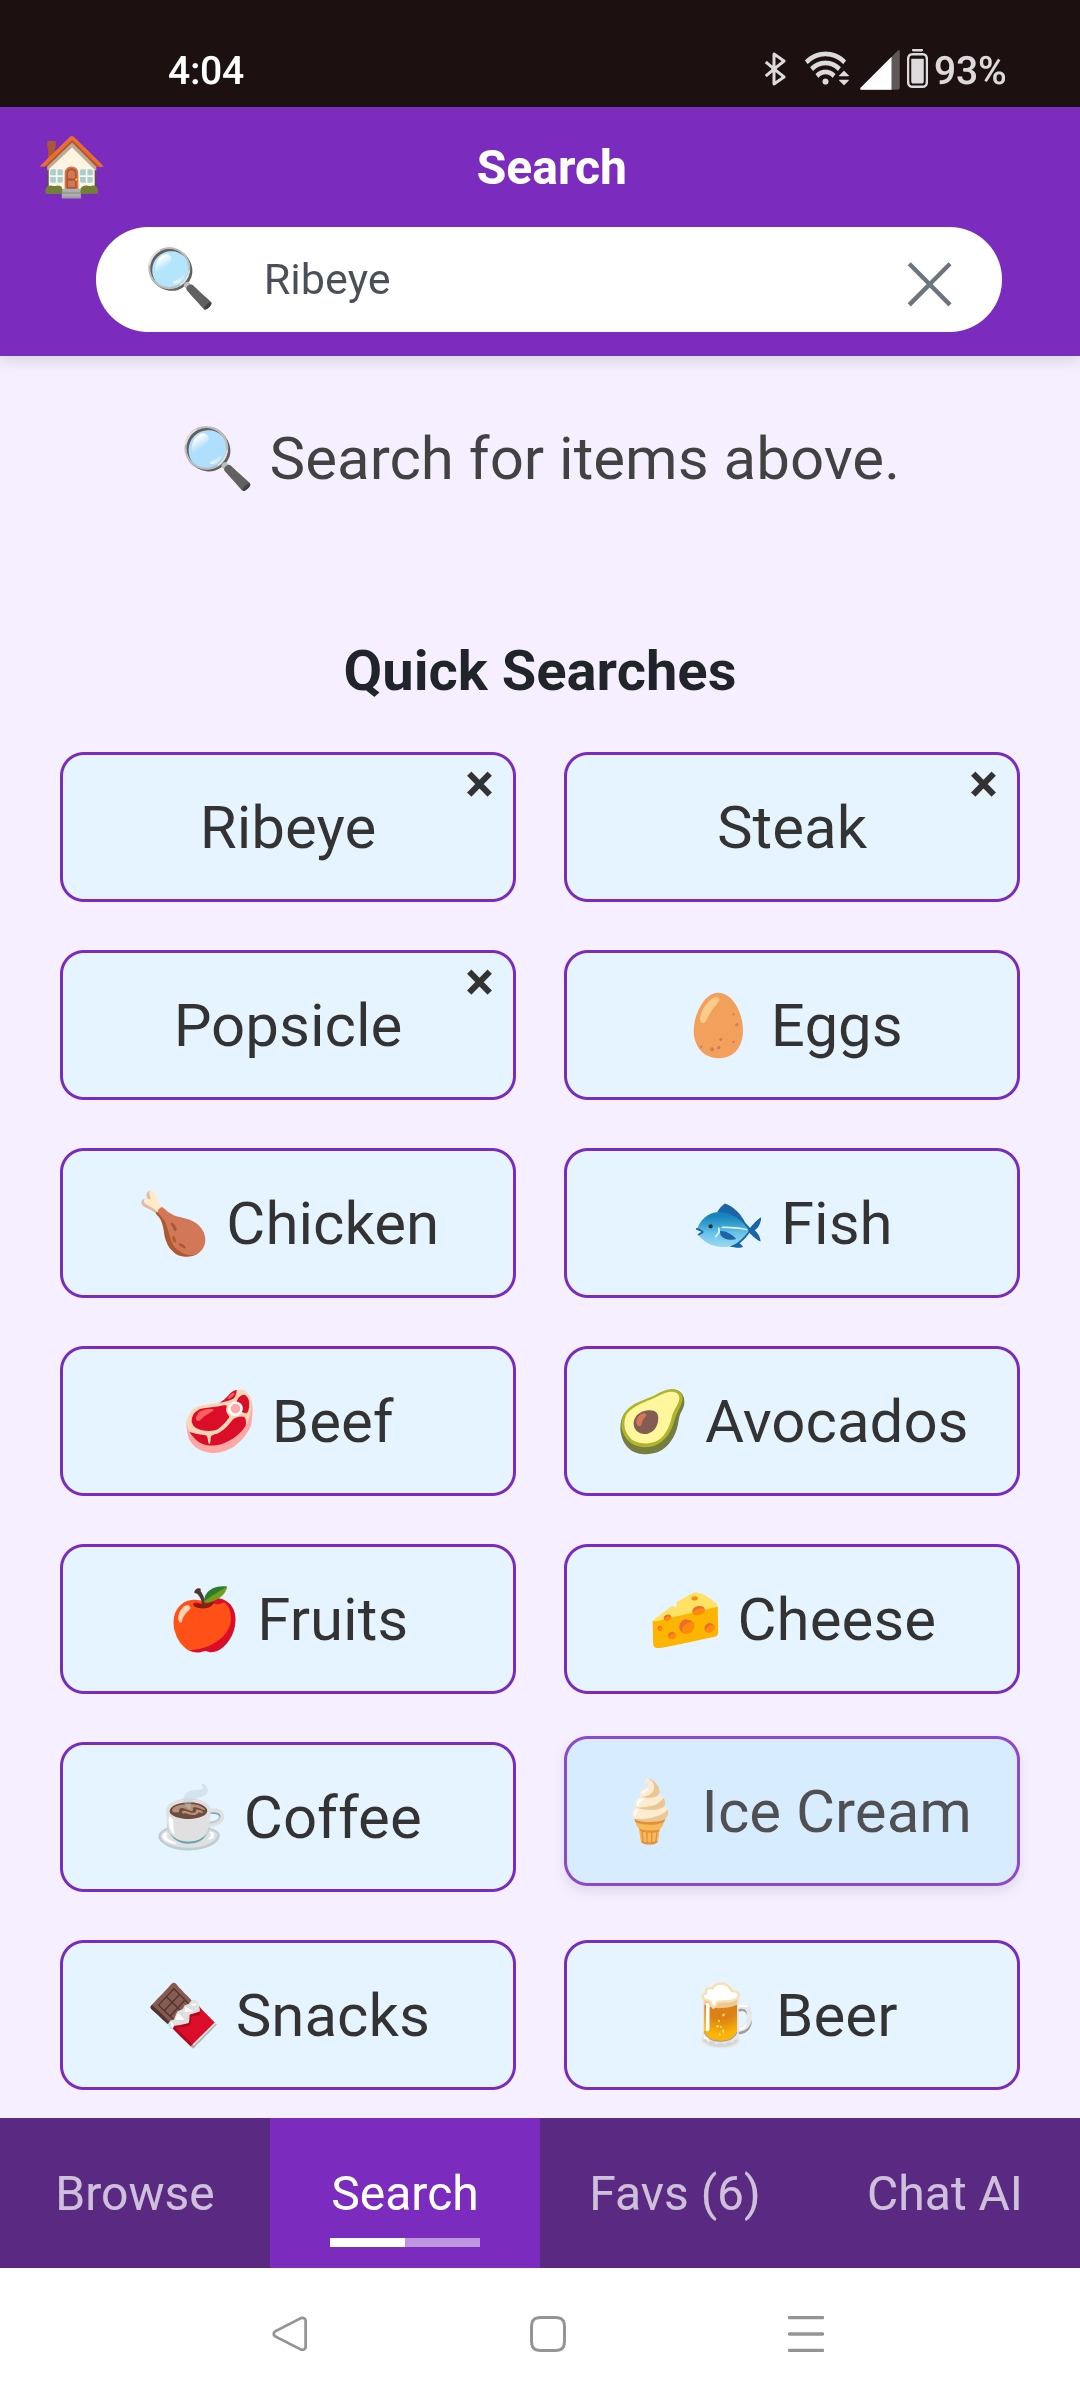 4:04
93%
Search
Ribeye
Search for items above.
Quick Searches
Ribeye
Steak
Popsicle
Eggs
Chicken
Fish
Beef
Avocados
Fruits
Cheese
Coffee
Ice Cream
Snacks
Beer
Browse
Search
Favs (6)
Chat AI